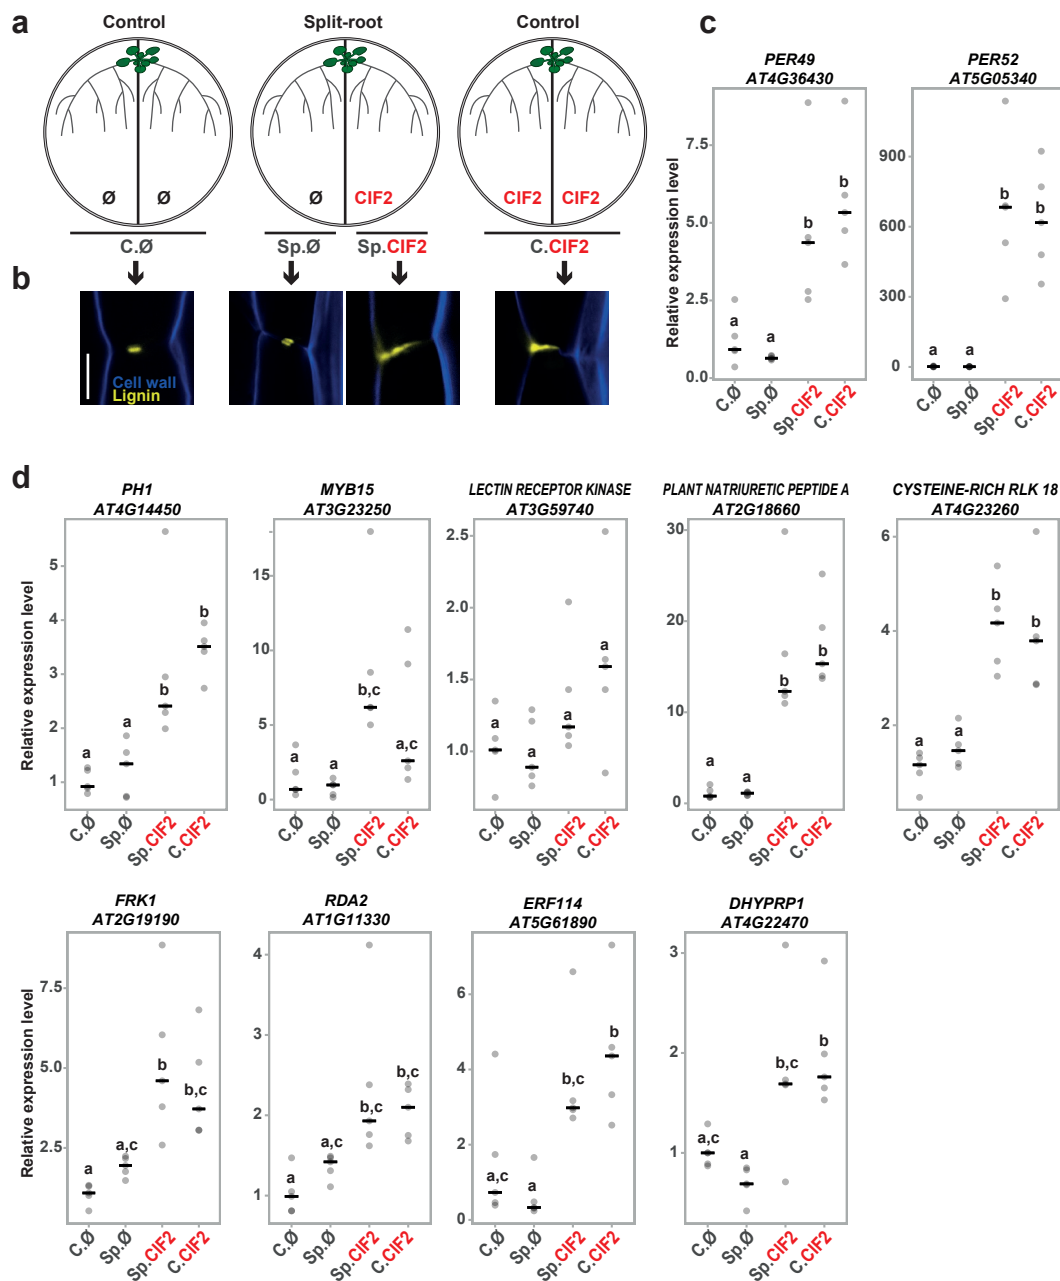 a
Control
Split-root
Control
Ø
Ø
Ø
CIF2
CIF2
CIF2
C.Ø
Sp.Ø
Sp.CIF2
C.CIF2
b
Cell wall
Lignin
c
PER49
AT4G36430
Relative expression level
7.5
5.0
2.5
0.0
a
a
b
b
C.Ø
Sp.Ø
Sp.CIF2
C.CIF2
PER52
AT5G05340
900
600
300
0
a
a
b
b
C.Ø
Sp.Ø
Sp.CIF2
C.CIF2
d
PH1
AT4G14450
Relative expression level
5
4
3
2
1
a
a
b
b
C.Ø
Sp.Ø
Sp.CIF2
C.CIF2
MYB15
AT3G23250
15
10
5
0
a
a
b,c
a,c
C.Ø
Sp.Ø
Sp.CIF2
C.CIF2
LECTIN RECEPTOR KINASE
AT3G59740
2.5
2.0
1.5
1.0
a
a
a
a
C.Ø
Sp.Ø
Sp.CIF2
C.CIF2
PLANT NATRIURETIC PEPTIDE A
AT2G18660
30
20
10
0
a
a
b
b
C.Ø
Sp.Ø
Sp.CIF2
C.CIF2
CYSTEINE-RICH RLK 18
AT4G23260
6
4
2
a
a
b
b
C.Ø
Sp.Ø
Sp.CIF2
C.CIF2
FRK1
AT2G19190
Relative expression level
7.5
5.0
2.5
a
a,c
b
b,c
C.Ø
Sp.Ø
Sp.CIF2
C.CIF2
RDA2
AT1G11330
4
3
2
1
a
a,c
b,c
b,c
C.Ø
Sp.Ø
Sp.CIF2
C.CIF2
ERF114
AT5G61890
6
4
2
0
a,c
a
b,c
b
C.Ø
Sp.Ø
Sp.CIF2
C.CIF2
DHYPRP1
AT4G22470
3
2
1
a,c
a
b,c
b
C.Ø
Sp.Ø
Sp.CIF2
C.CIF2